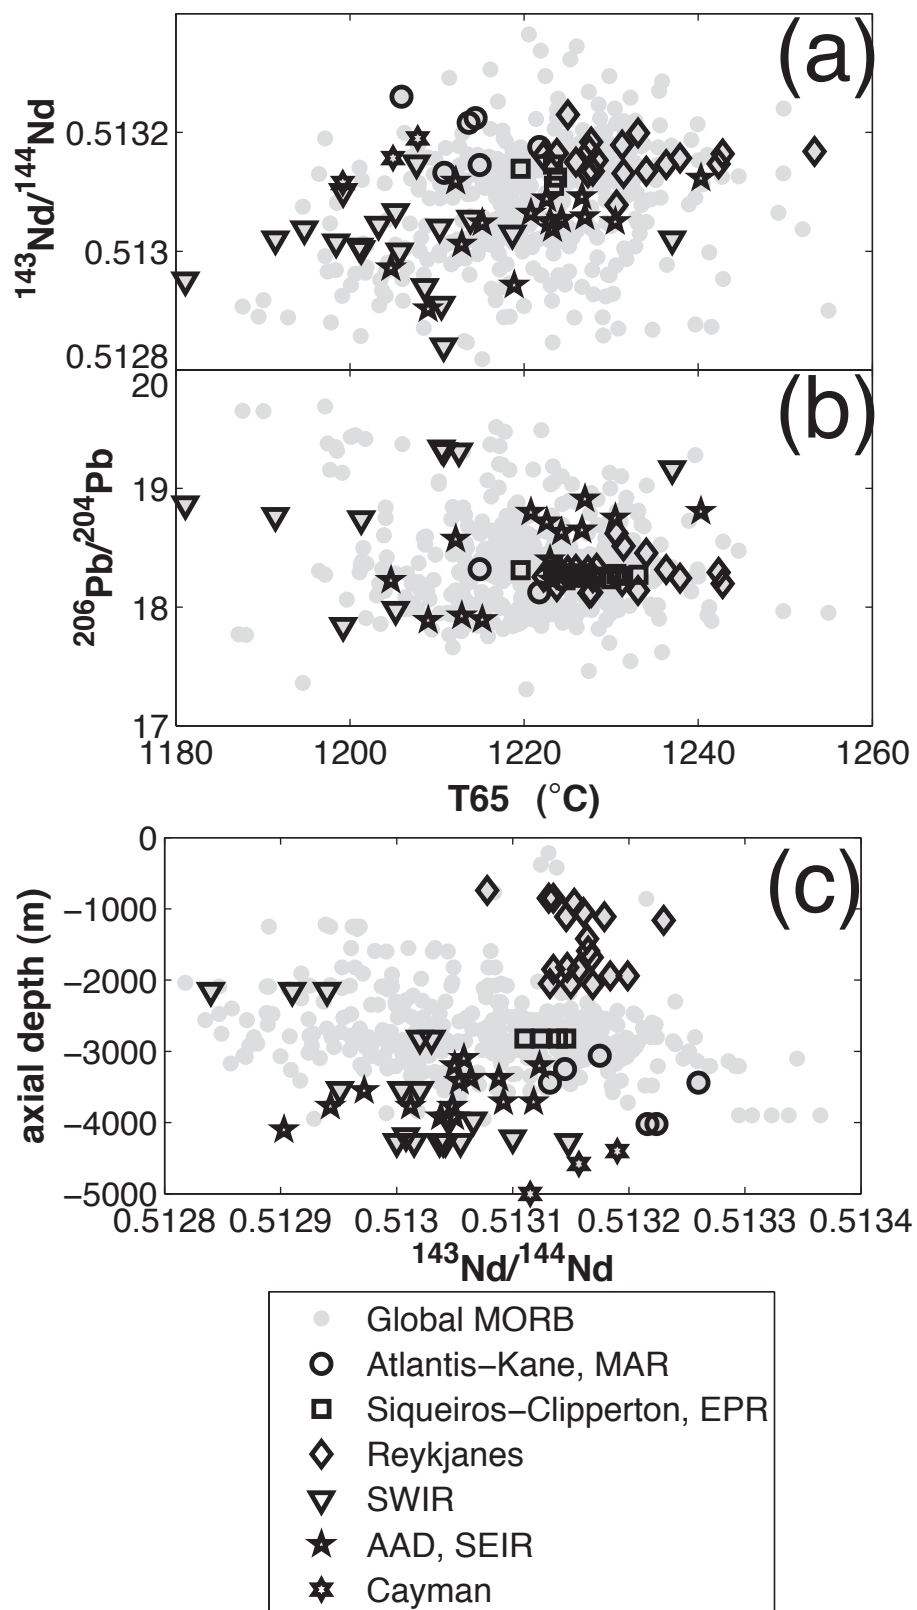 (a)
¹⁴³Nd/¹⁴⁴Nd
0.5132
0.513
0.5128
(b)
²⁰⁶Pb/²⁰⁴Pb
20
19
18
17
1180 1200 1220 1240 1260
T65 (°C)
(c)
axial depth (m)
0
−1000
−2000
−3000
−4000
−5000
0.5128 0.5129 0.513 0.5131 0.5132 0.5133 0.5134
¹⁴³Nd/¹⁴⁴Nd
Global MORB
Atlantis−Kane, MAR
Siqueiros−Clipperton, EPR
Reykjanes
SWIR
AAD, SEIR
Cayman